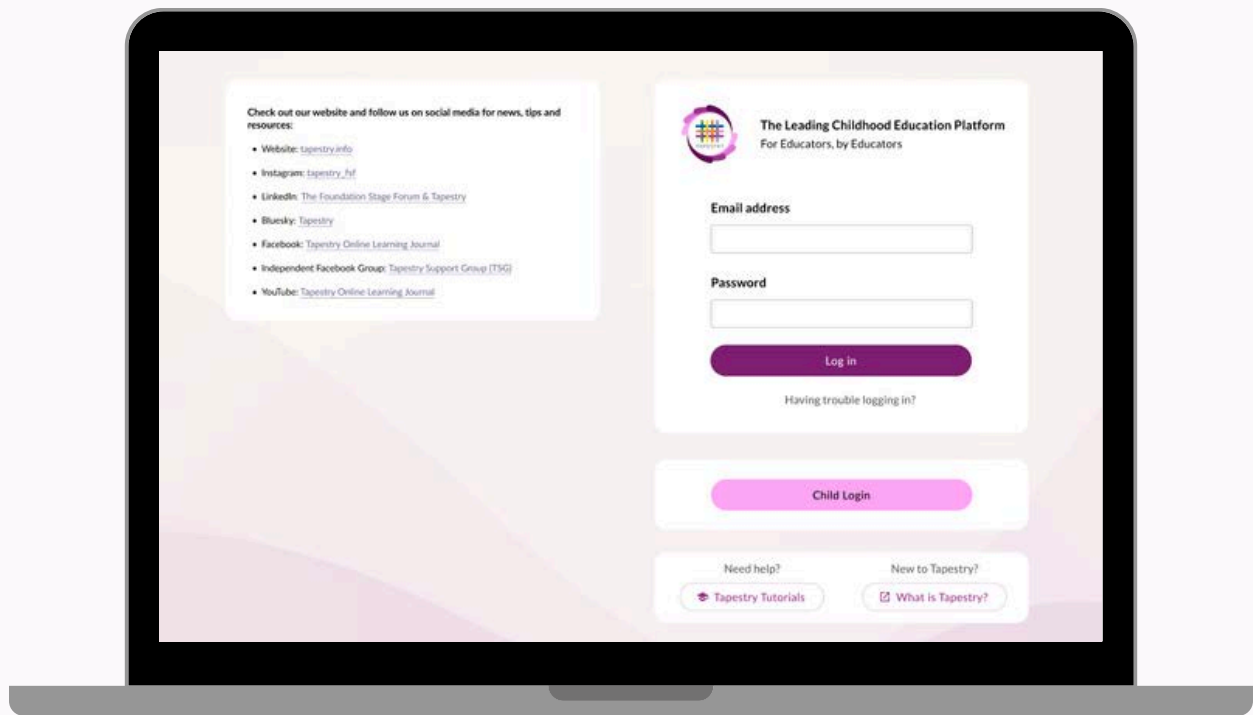 Check out our website and follow us on social media for news, tips and
resources:
• Website: tapestry.info
• Instagram: tapestry_fsf
• LinkedIn: The Foundation Stage Forum & Tapestry
• Bluesky: Tapestry
• Facebook: Tapestry Online Learning Journal
• Independent Facebook Group: Tapestry Support Group (TSG)
• YouTube: Tapestry Online Learning Journal
TAPESTRY
The Leading Childhood Education Platform
For Educators, by Educators
Email address
Password
Log in
Having trouble logging in?
Child Login
Need help?
Tapestry Tutorials
New to Tapestry?
What is Tapestry?